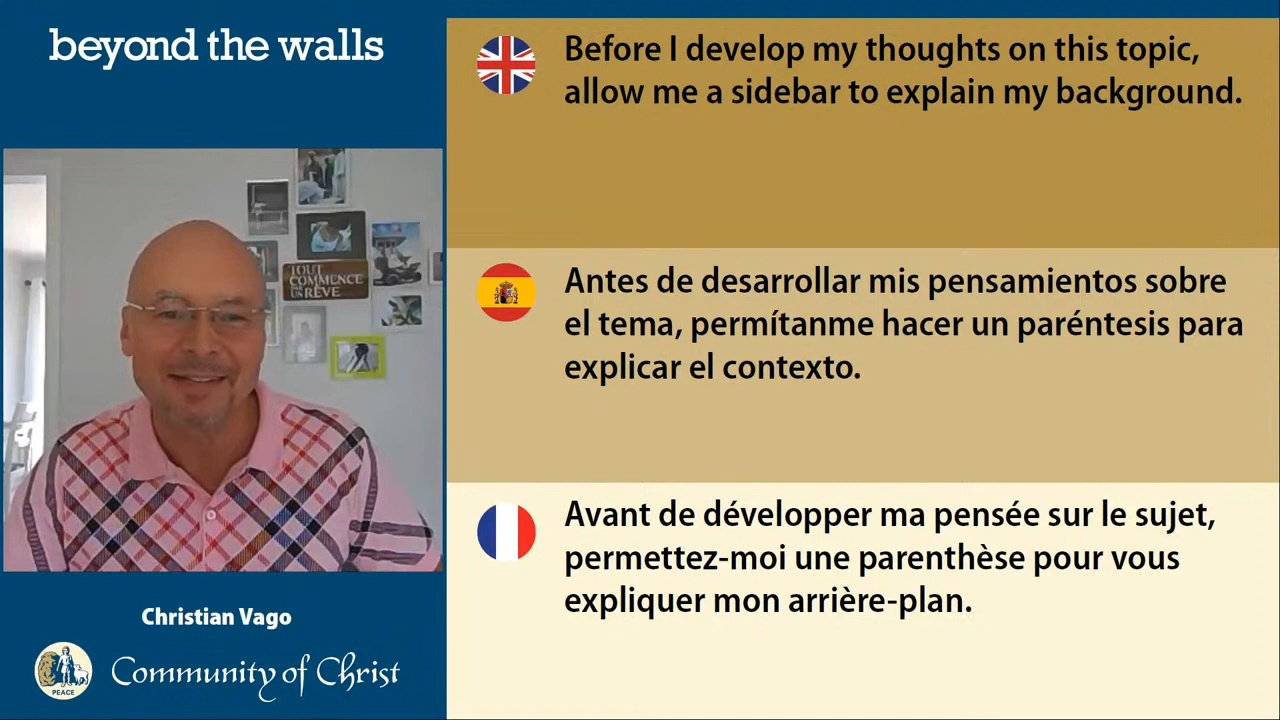 beyond the walls
Before I develop my thoughts on this topic,
allow me a sidebar to explain my background.
TOUT
COMMENCE
PAR
UN RÊVE
Antes de desarrollar mis pensamientos sobre
el tema, permítanme hacer un paréntesis para
explicar el contexto.
Avant de développer ma pensée sur le sujet,
permettez-moi une parenthèse pour vous
expliquer mon arrière-plan.
Christian Vago
PEACE
Community of Christ